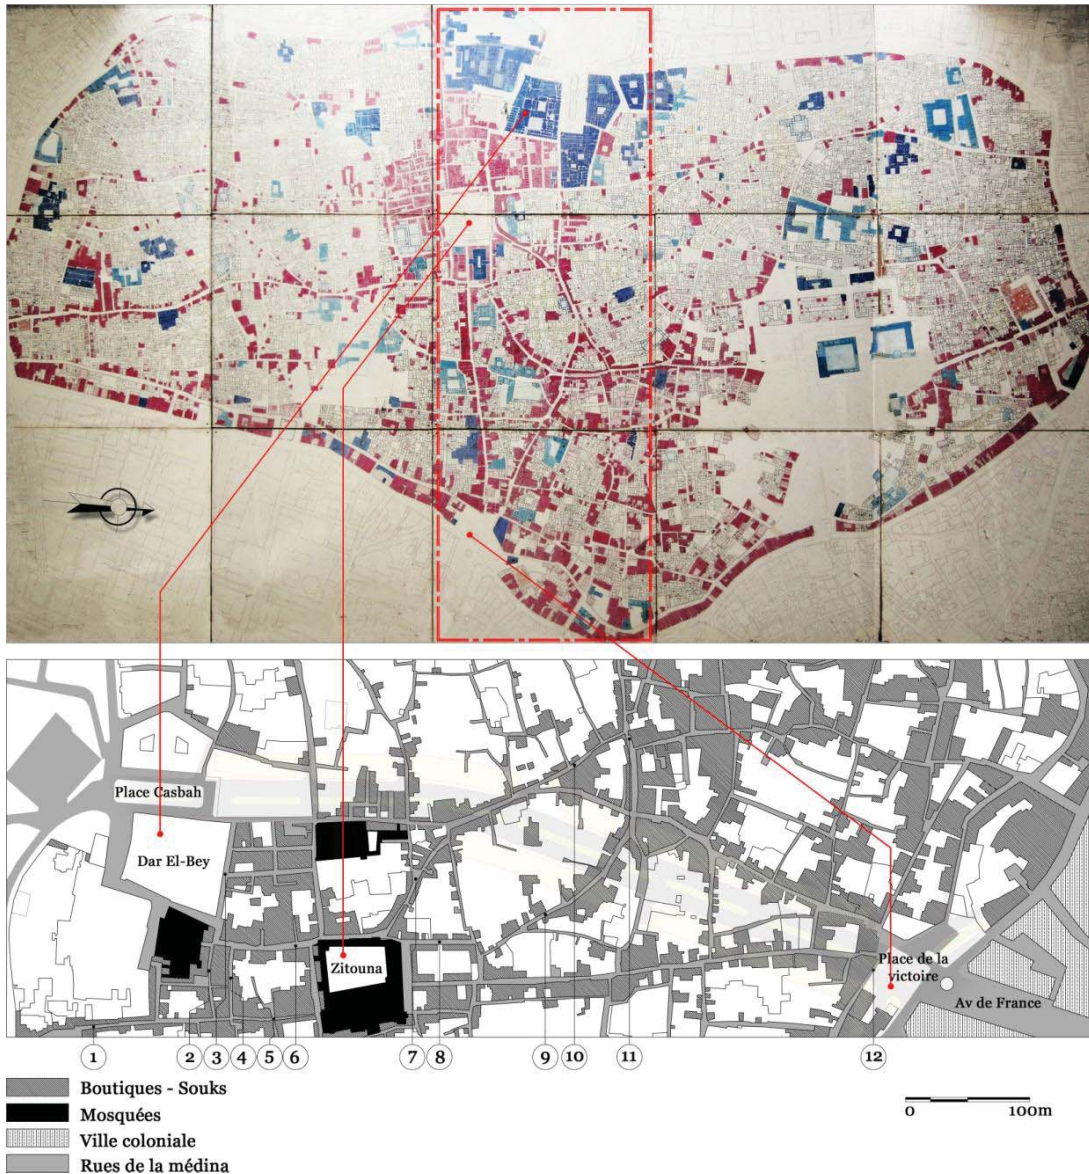 Place Casbah
Dar El-Bey
Zitouna
Place de la
victoire
Av de France
1 2 3 4 5 6 7 8 9 10 11 12
Boutiques - Souks
Mosquées
Ville coloniale
Rues de la médina
0 100m